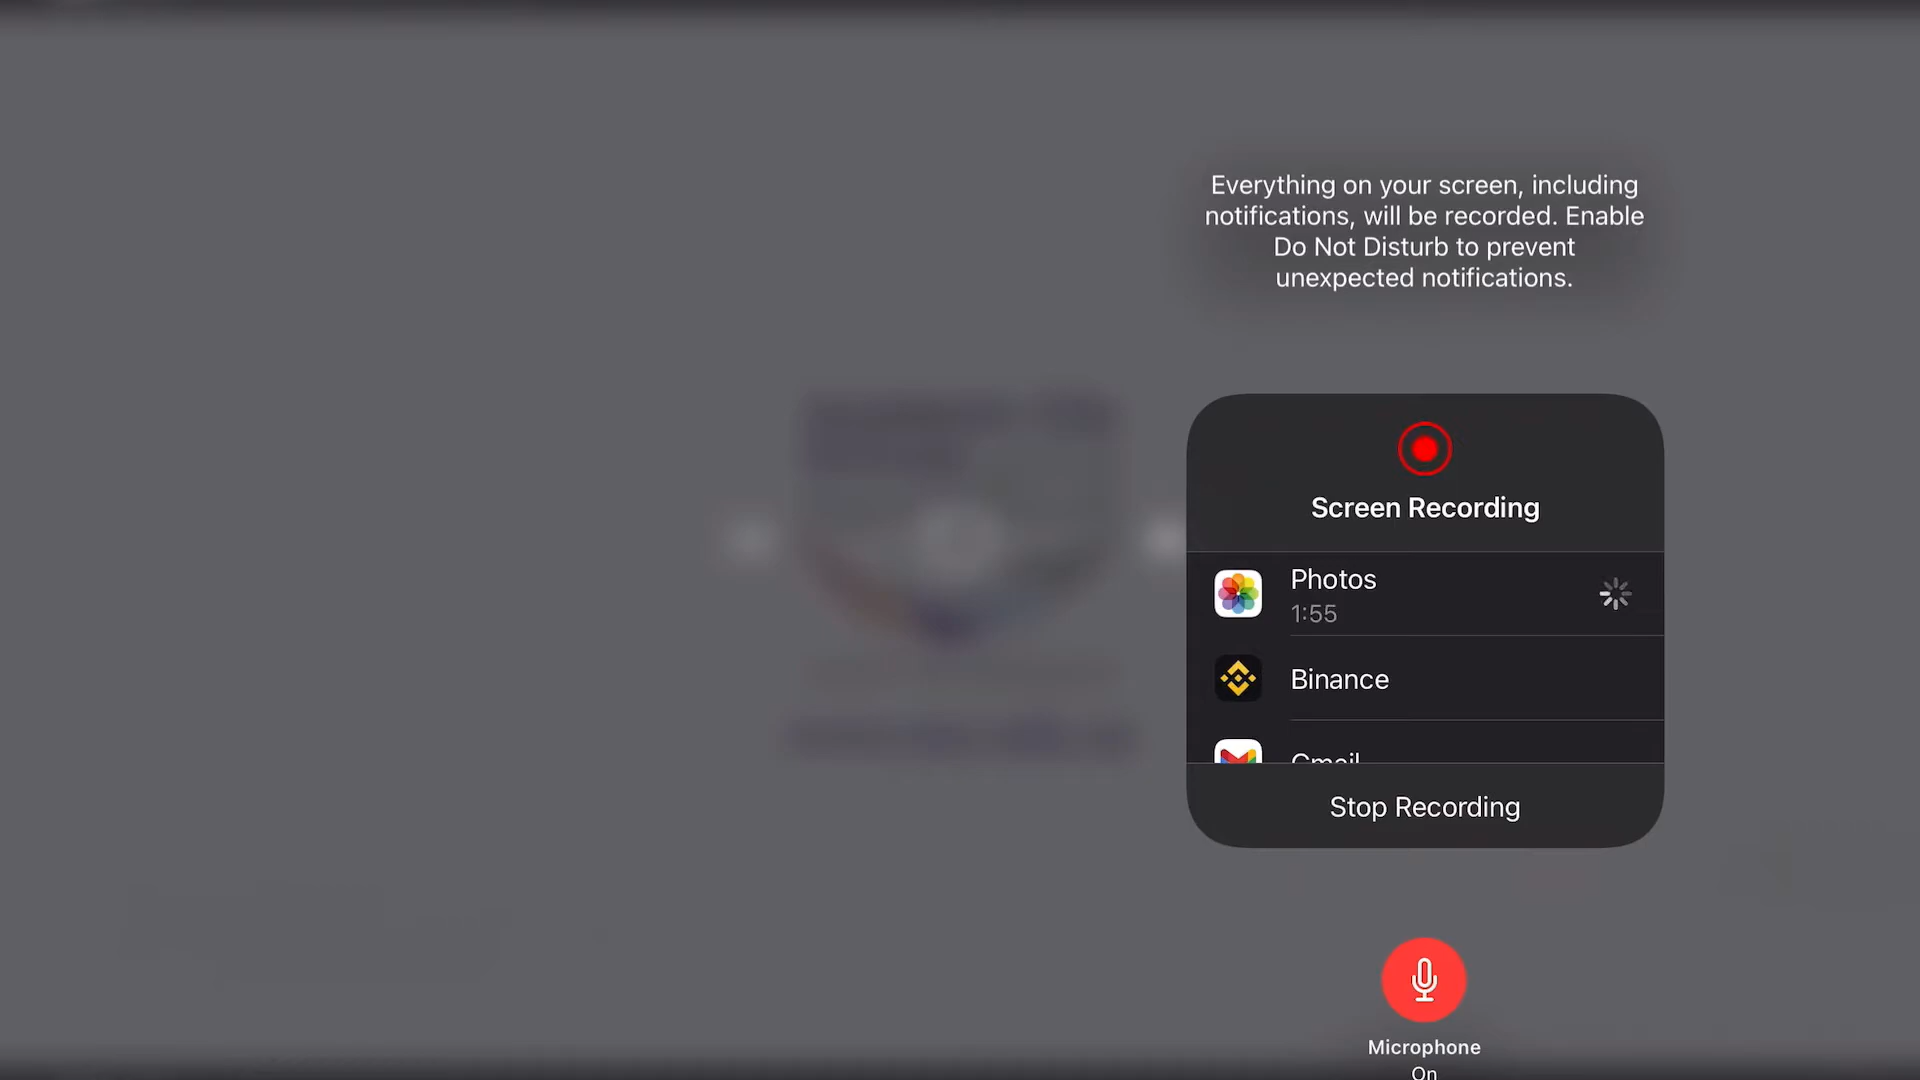 Everything on your screen, including
notifications, will be recorded. Enable
Do Not Disturb to prevent
unexpected notifications.
Screen Recording
Photos
1:55
Binance
Gmail
Stop Recording
Microphone
On